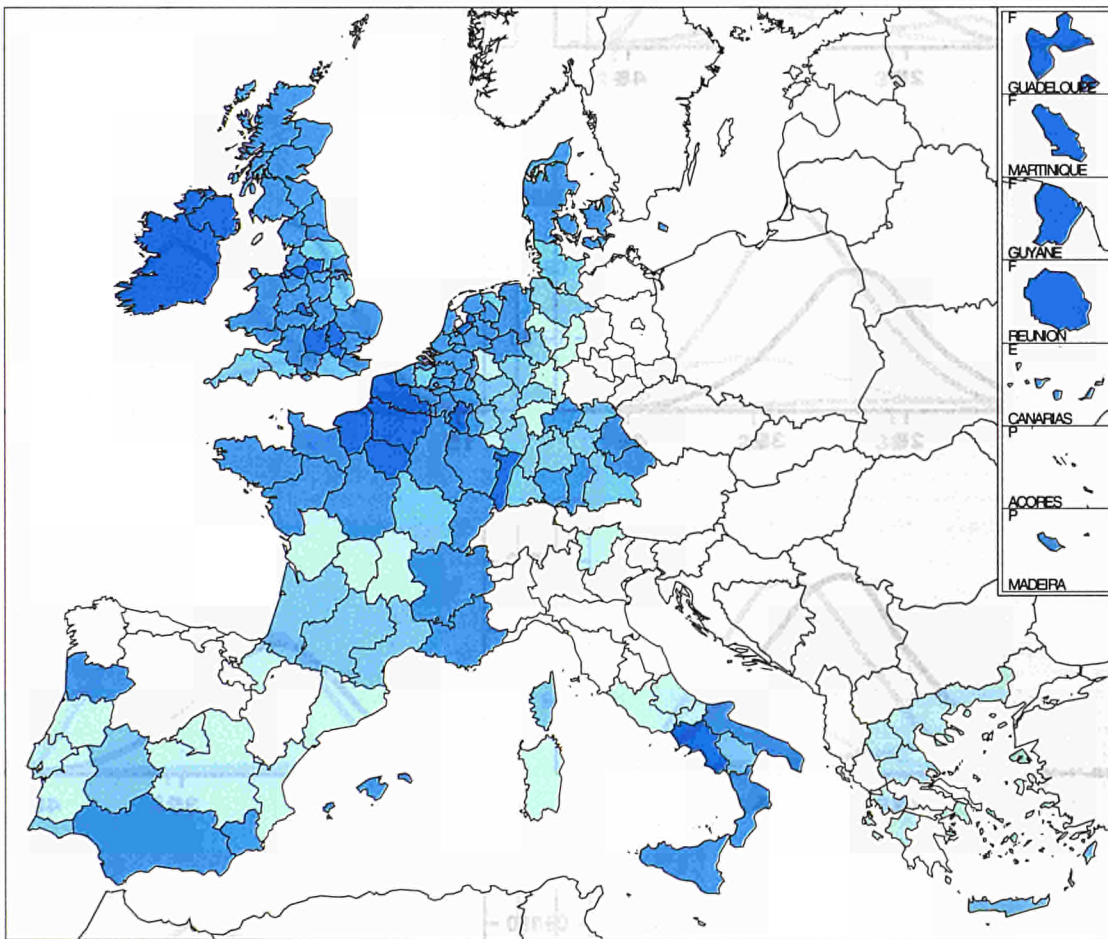 F
GUADELOUPE
F
MARTINIQUE
F
GUYANE
F
REUNION
E
CANARIAS
P
ACORES
P
MADEIRA